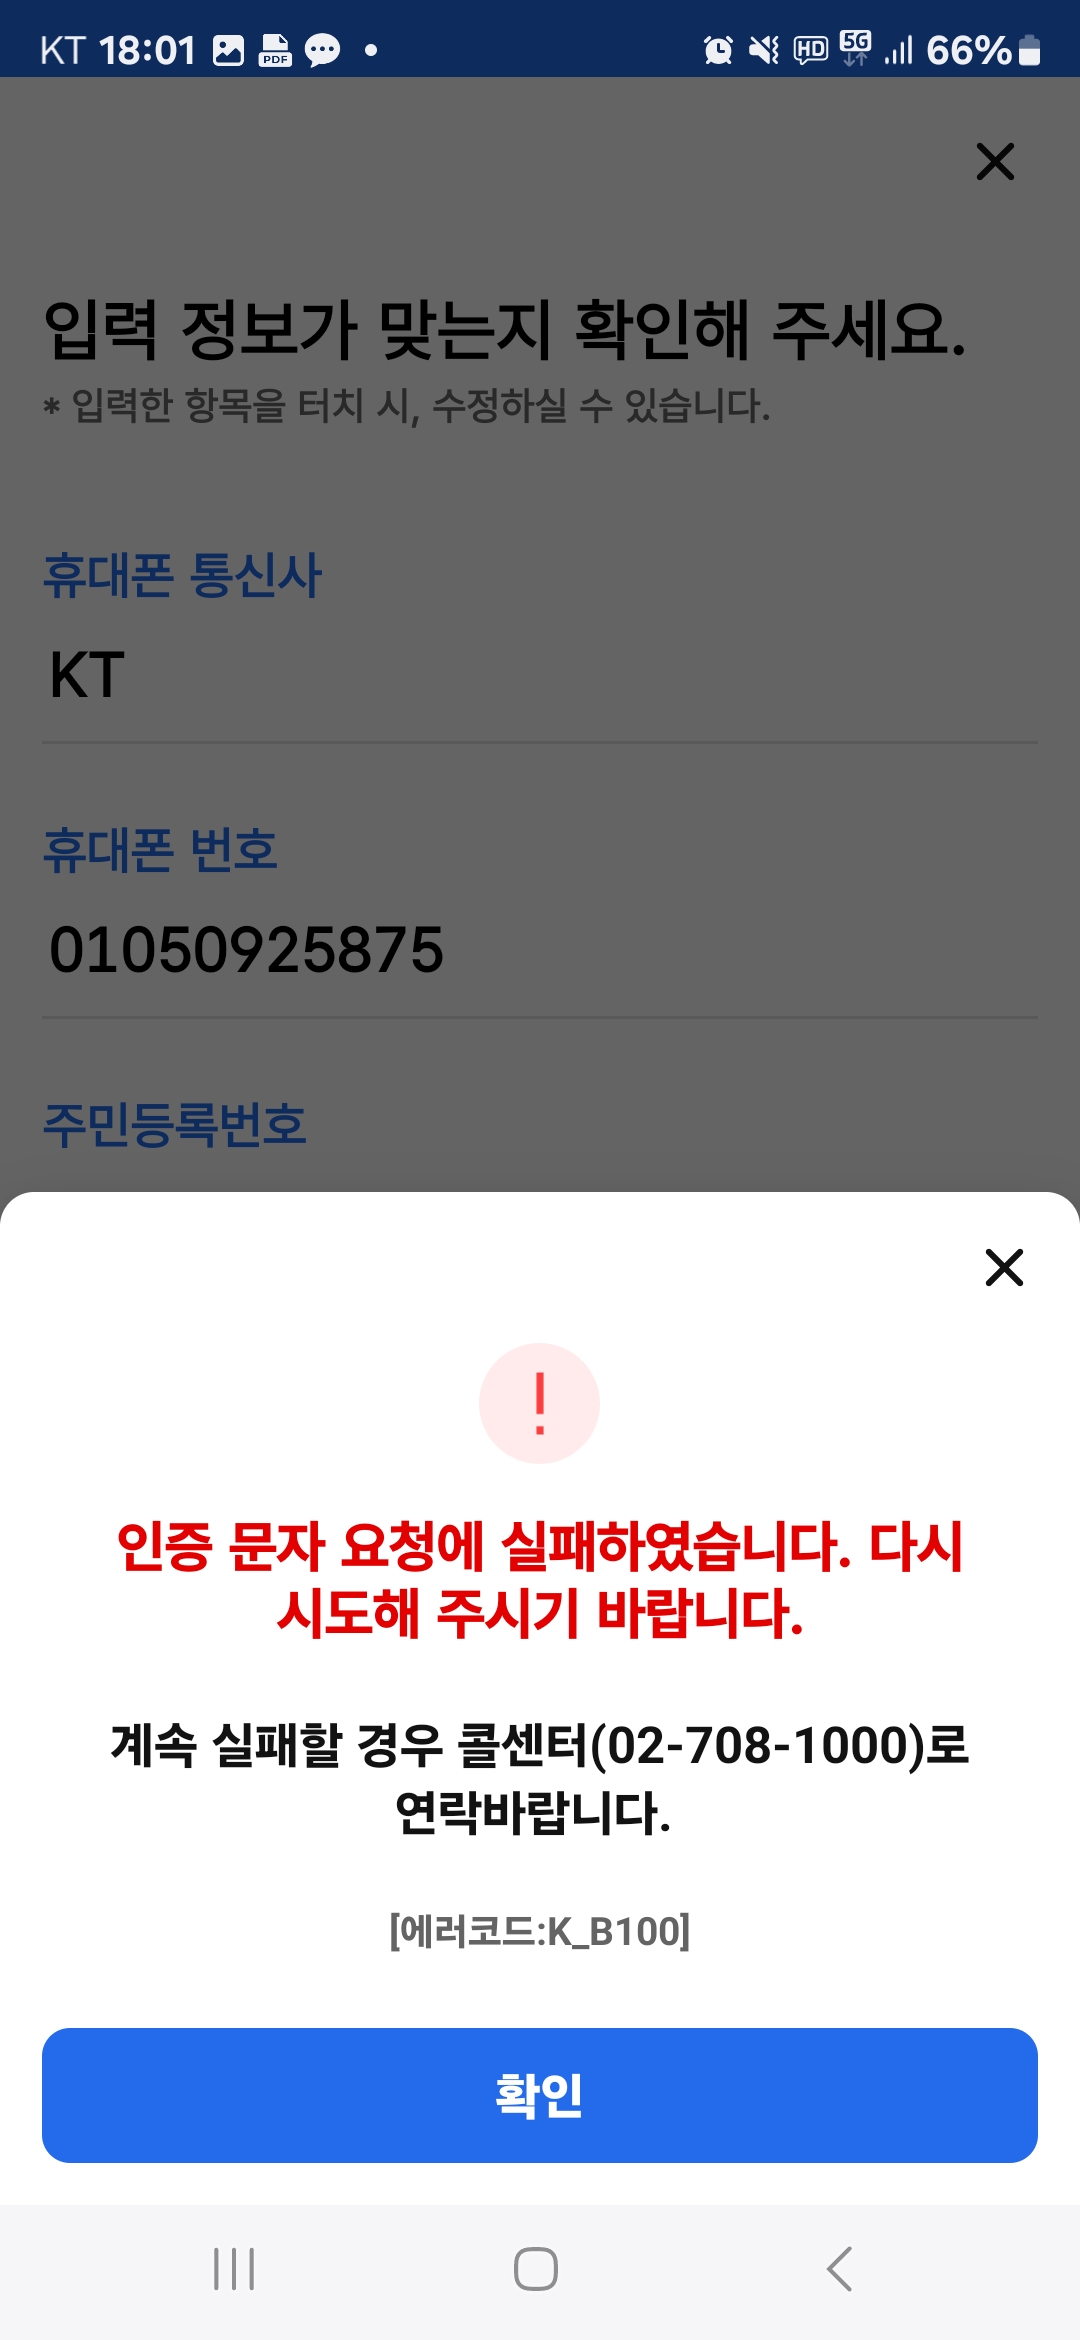 KT 18:01 PDF HD 5G 66%
입력 정보가 맞는지 확인해 주세요.
* 입력한 항목을 터치 시, 수정하실 수 있습니다.
휴대폰 통신사
KT
휴대폰 번호
01050925875
주민등록번호
인증 문자 요청에 실패하였습니다. 다시
시도해 주시기 바랍니다.
계속 실패할 경우 콜센터(02-708-1000)로
연락바랍니다.
[에러코드:K_B100]
확인